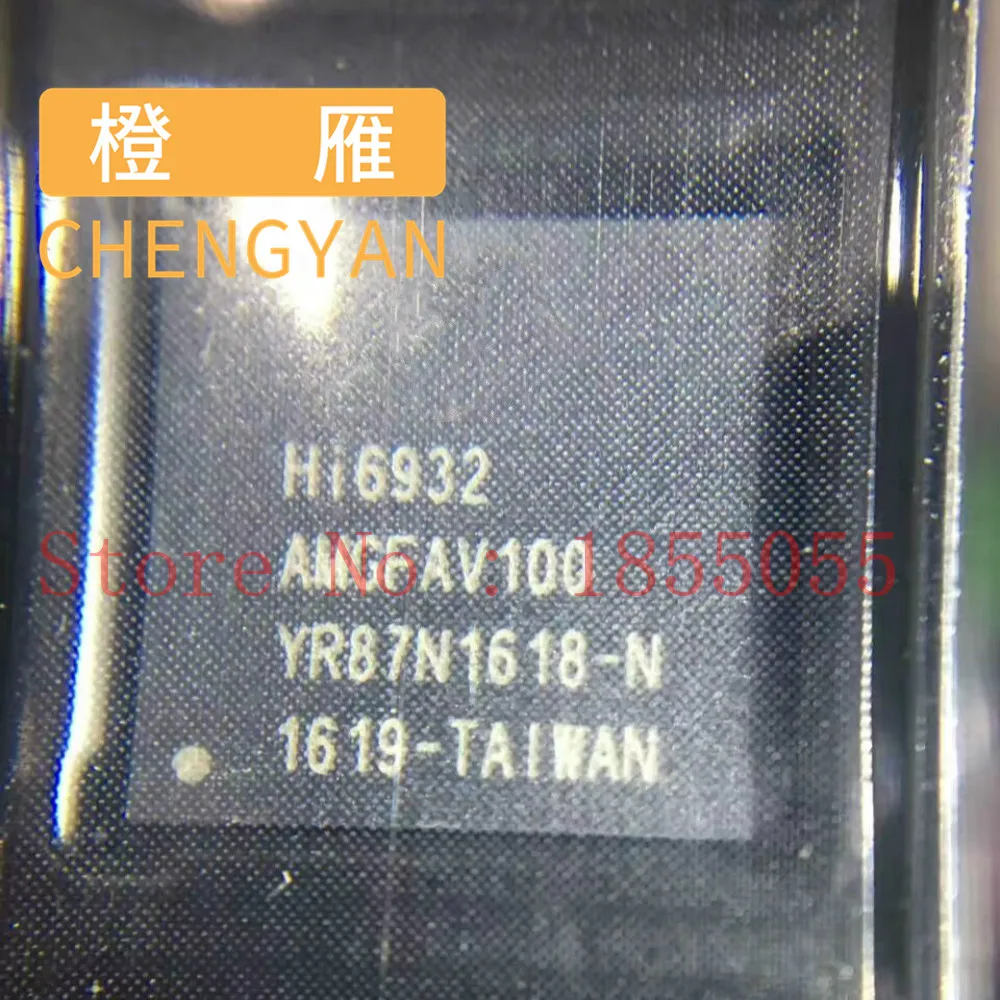 橙 雁
CHENGYAN
Hi6932
Store No.: 1855055
YR87N1618-N
1619-TAIWAN